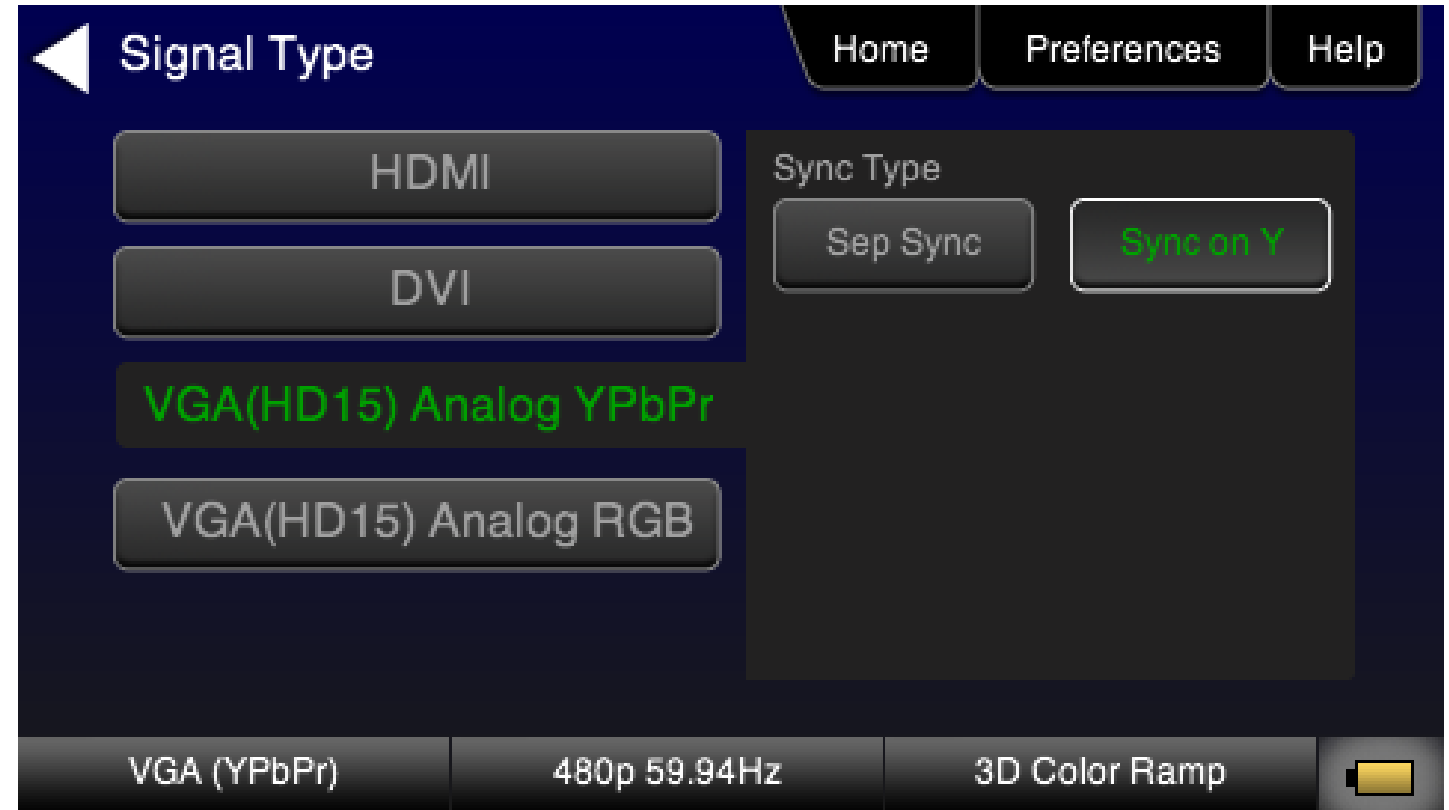 Signal Type
Home
Preferences
Help
HDMI
DVI
VGA(HD15) Analog YPbPr
VGA(HD15) Analog RGB
Sync Type
Sep Sync
Sync on Y
VGA (YPbPr)
480p 59.94Hz
3D Color Ramp